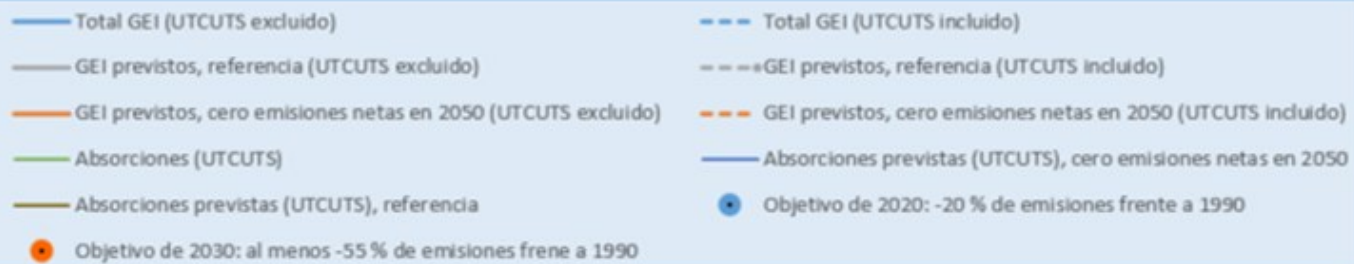 Total GEI (UTCUTS excluido)
Total GEI (UTCUTS incluido)
GEI previstos, referencia (UTCUTS excluido)
GEI previstos, referencia (UTCUTS incluido)
GEI previstos, cero emisiones netas en 2050 (UTCUTS excluido)
GEI previstos, cero emisiones netas en 2050 (UTCUTS incluido)
Absorciones (UTCUTS)
Absorciones previstas (UTCUTS), cero emisiones netas en 2050
Absorciones previstas (UTCUTS), referencia
Objetivo de 2020: -20 % de emisiones frente a 1990
Objetivo de 2030: al menos -55 % de emisiones frene a 1990